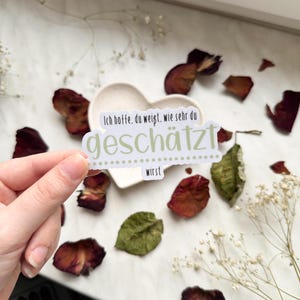 Ich hoffe, du weißt, wie sehr du
geschätzt
wirst